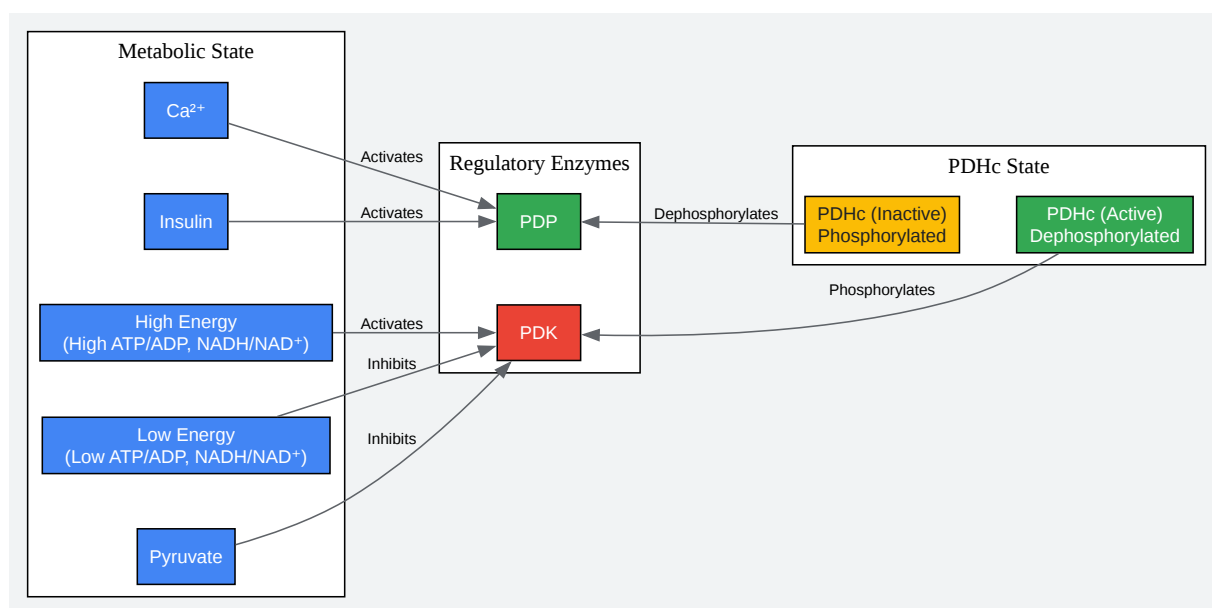 Metabolic State
Ca²⁺
Insulin
High Energy
(High ATP/ADP, NADH/NAD⁺)
Low Energy
(Low ATP/ADP, NADH/NAD⁺)
Pyruvate
Activates
Activates
Activates
Inhibits
Inhibits
Regulatory Enzymes
PDP
PDK
Dephosphorylates
Phosphorylates
PDHc State
PDHc (Inactive)
Phosphorylated
PDHc (Active)
Dephosphorylated